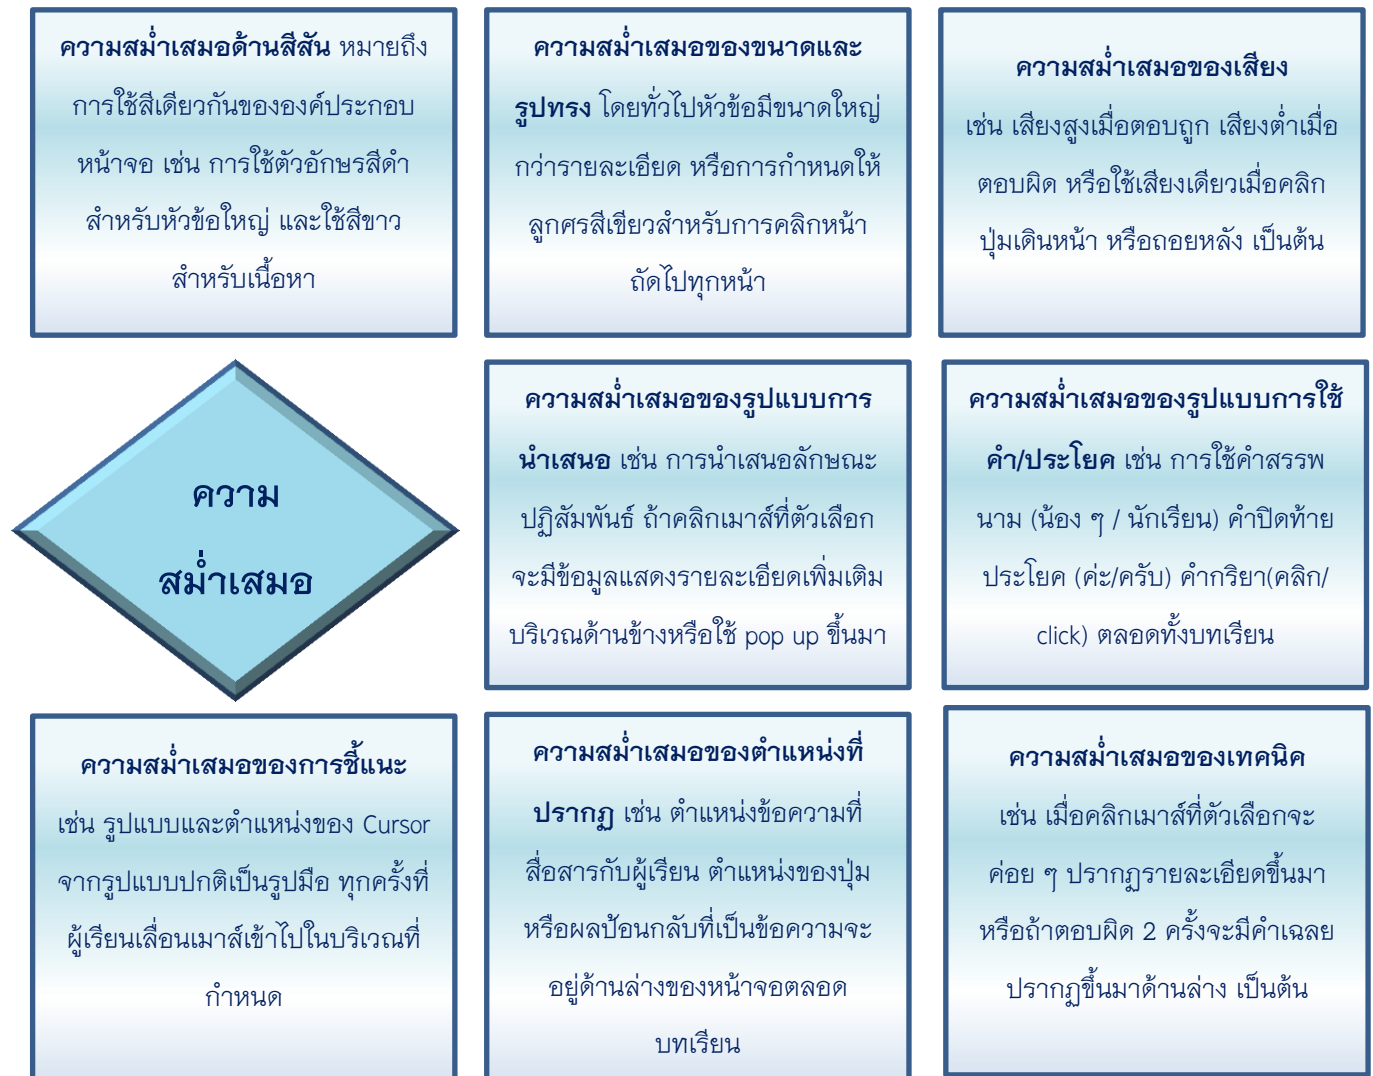 ความสม่ำเสมอด้านสีสัน หมายถึง
การใช้สีเดียวกันขององค์ประกอบ
หน้าจอ เช่น การใช้ตัวอักษรสีดำ
สำหรับหัวข้อใหญ่ และใช้สีขาว
สำหรับเนื้อหา
ความสม่ำเสมอของขนาดและ
รูปทรง โดยทั่วไปหัวข้อมีขนาดใหญ่
กว่ารายละเอียด หรือการกำหนดให้
ลูกศรสีเขียวสำหรับการคลิกหน้า
ถัดไปทุกหน้า
ความสม่ำเสมอของเสียง
เช่น เสียงสูงเมื่อตอบถูก เสียงต่ำเมื่อ
ตอบผิด หรือใช้เสียงเดียวเมื่อคลิก
ปุ่มเดินหน้า หรือถอยหลัง เป็นต้น
ความ
สม่ำเสมอ
ความสม่ำเสมอของรูปแบบการ
นำเสนอ เช่น การนำเสนอลักษณะ
ปฏิสัมพันธ์ ถ้าคลิกเมาส์ที่ตัวเลือก
จะมีข้อมูลแสดงรายละเอียดเพิ่มเติม
บริเวณด้านข้างหรือใช้ pop up ขึ้นมา
ความสม่ำเสมอของรูปแบบการใช้
คำ/ประโยค เช่น การใช้คำสรรพ
นาม (น้อง ๆ / นักเรียน) คำปิดท้าย
ประโยค (ค่ะ/ครับ) คำกริยา(คลิก/
click) ตลอดทั้งบทเรียน
ความสม่ำเสมอของการชี้แนะ
เช่น รูปแบบและตำแหน่งของ Cursor
จากรูปแบบปกติเป็นรูปมือ ทุกครั้งที่
ผู้เรียนเลื่อนเมาส์เข้าไปในบริเวณที่
กำหนด
ความสม่ำเสมอของตำแหน่งที่
ปรากฏ เช่น ตำแหน่งข้อความที่
สื่อสารกับผู้เรียน ตำแหน่งของปุ่ม
หรือผลป้อนกลับที่เป็นข้อความจะ
อยู่ด้านล่างของหน้าจอตลอด
บทเรียน
ความสม่ำเสมอของเทคนิค
เช่น เมื่อคลิกเมาส์ที่ตัวเลือกจะ
ค่อย ๆ ปรากฏรายละเอียดขึ้นมา
หรือถ้าตอบผิด 2 ครั้งจะมีคำเฉลย
ปรากฏขึ้นมาด้านล่าง เป็นต้น